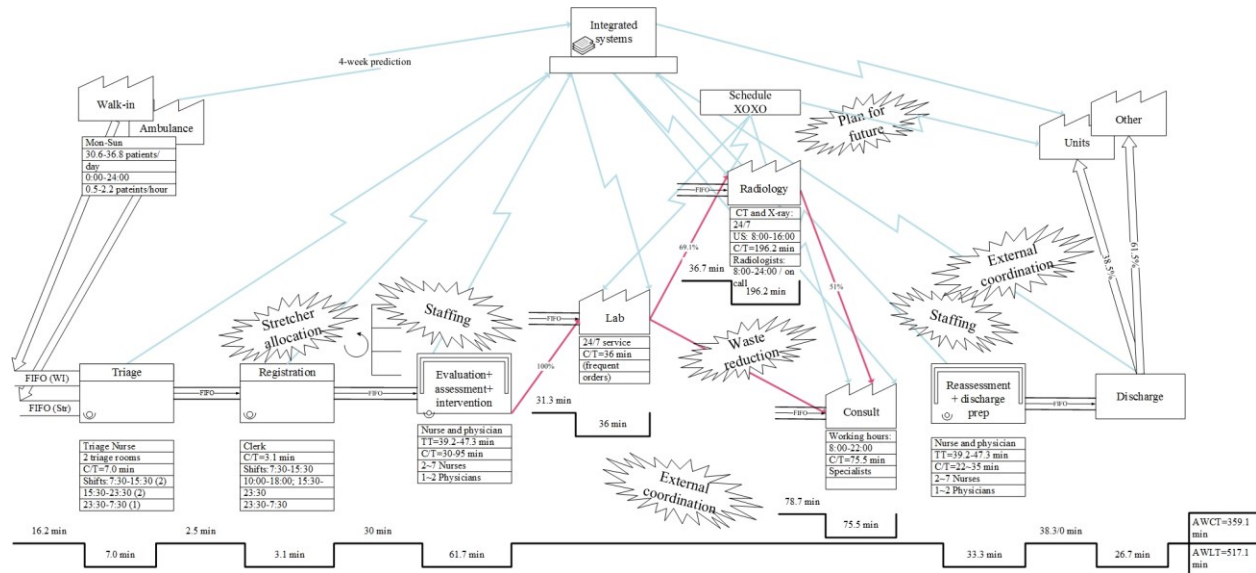 Integrated
systems
4-week prediction
Walk-in
Ambulance
Mon-Sun
30.6-36.8 patients/
day
0:00-24:00
0.5-2.2 pateints/hour
Schedule
XOXO
Plan for
future
Other
Units
FIFO
Radiology
CT and X-ray:
24/7
US: 8:00-16:00
C/T=196.2 min
Radiologists:
8:00-24:00 / on
call
36.7 min
196.2 min
69.1%
51%
38.5%
61.5%
External
coordination
Stretcher
allocation
Staffing
FIFO
Lab
24/7 service
C/T=36 min
(frequent
orders)
31.3 min
36 min
100%
Waste
reduction
Staffing
FIFO (WI)
FIFO (Str)
Triage
FIFO
Registration
FIFO
Evaluation+
assessment+
intervention
FIFO
Consult
Reassessment
+ discharge
prep
FIFO
Discharge
Triage Nurse
2 triage rooms
C/T=7.0 min
Shifts:7:30-15:30 (2)
15:30-23:30 (2)
23:30-7:30 (1)
Clerk
C/T=3.1 min
Shifts:7:30-15:30
10:00-18:00; 15:30-
23:30
23:30-7:30
Nurse and physician
TT=39.2-47.3 min
C/T=30-95 min
2~7 Nurses
1~2 Physicians
Working hours:
8:00-22:00
C/T=75.5 min
Specialists
Nurse and physician
TT=39.2-47.3 min
C/T=22~35 min
2~7 Nurses
1~2 Physicians
External
coordination
78.7 min
75.5 min
16.2 min
7.0 min
2.5 min
3.1 min
30 min
61.7 min
33.3 min
38.3/0 min
26.7 min
AWCT=359.1
min
AWLT=517.1
min